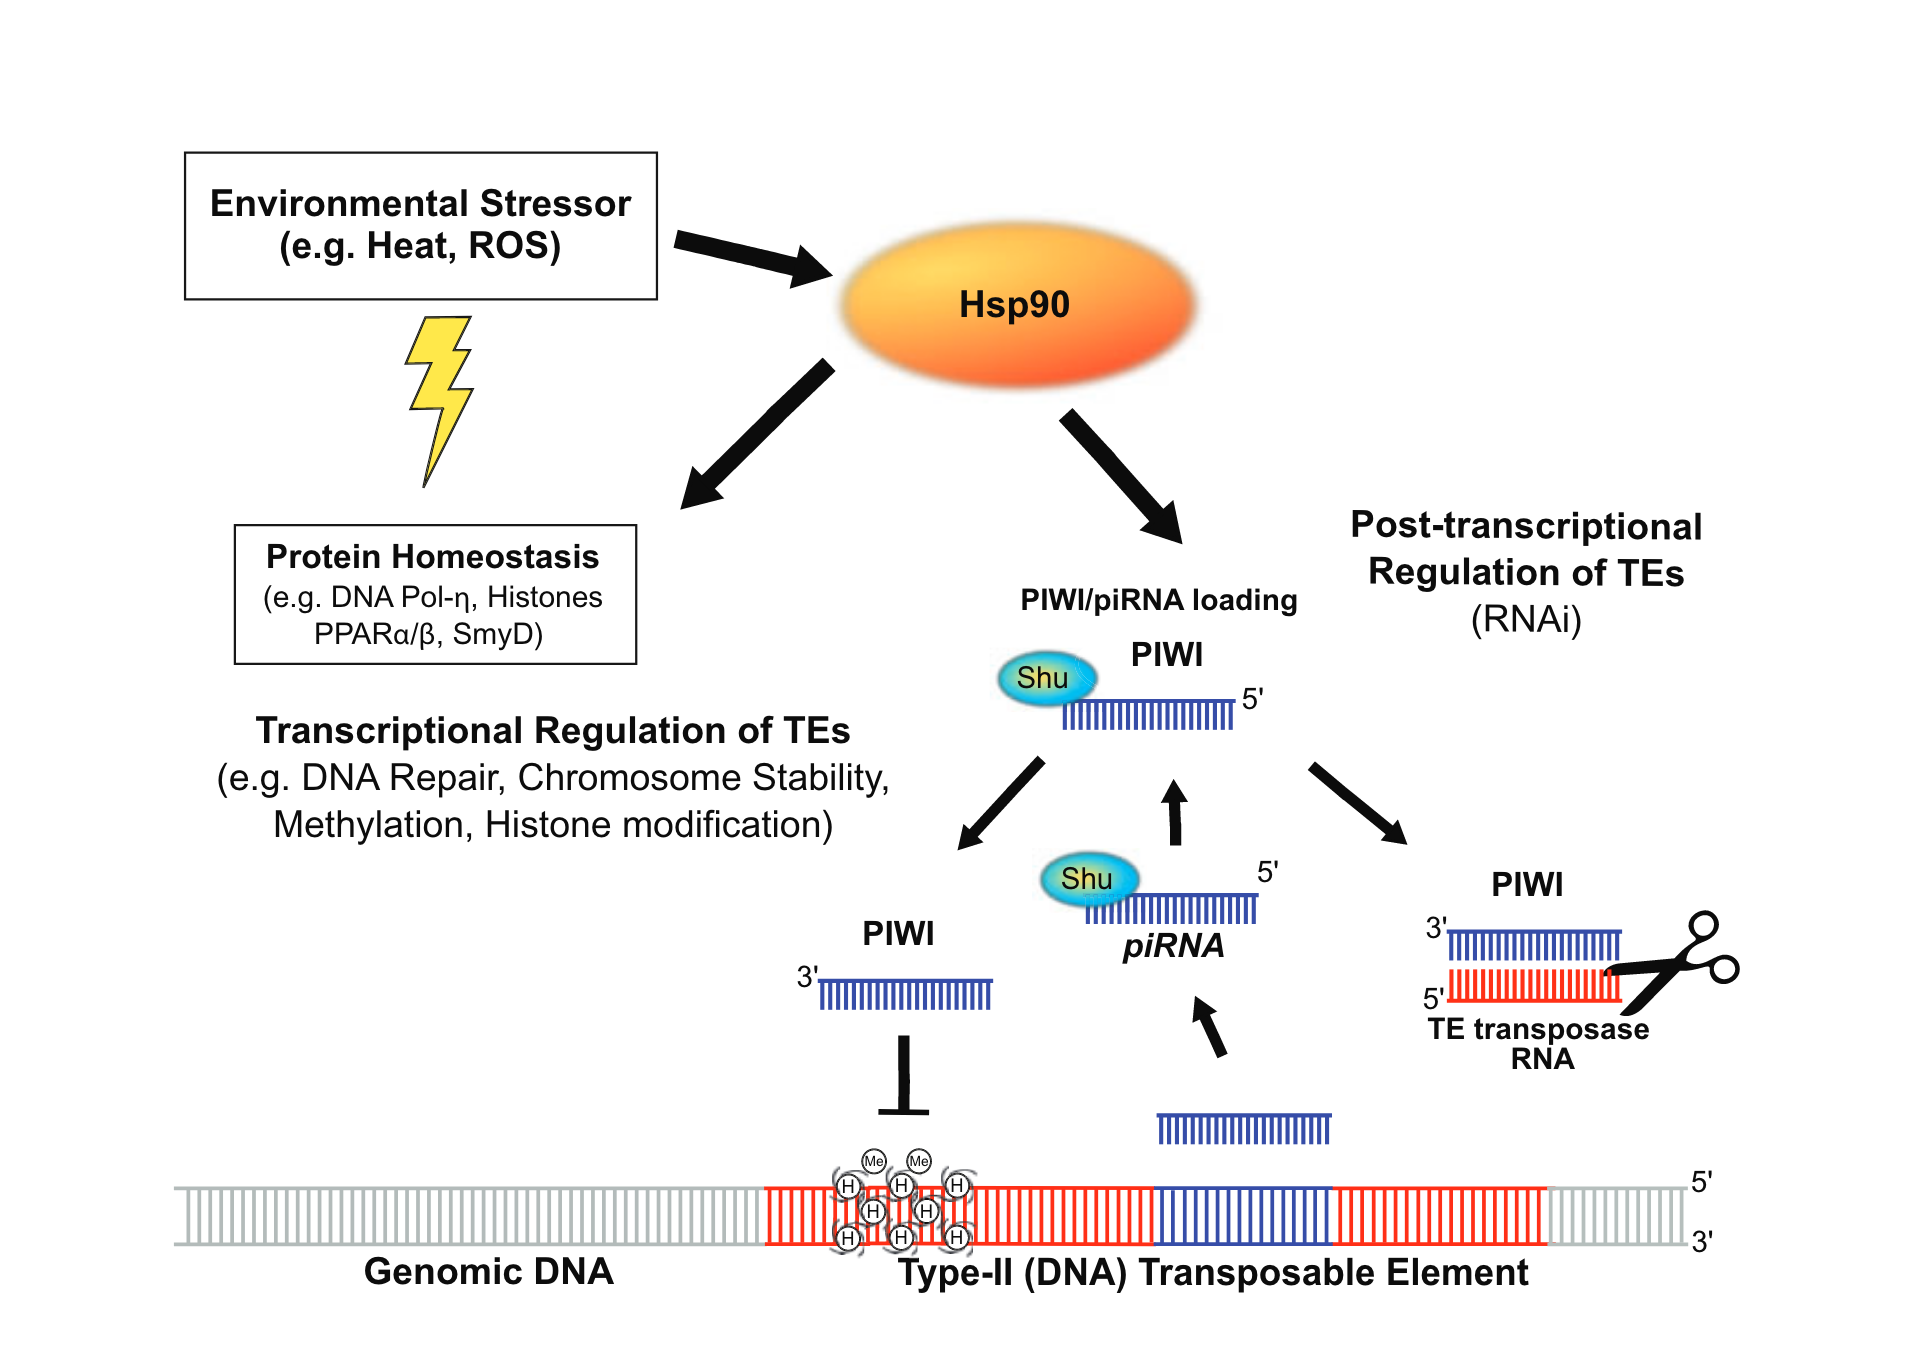 Environmental Stressor
(e.g. Heat, ROS)
Hsp90
Protein Homeostasis
(e.g. DNA Pol-η, Histones
PPARα/β, SmyD)
Post-transcriptional
Regulation of TEs
(RNAi)
PIWI/piRNA loading
PIWI
Shu
5'
Transcriptional Regulation of TEs
(e.g. DNA Repair, Chromosome Stability,
Methylation, Histone modification)
Shu
5'
piRNA
PIWI
3'
PIWI
3'
5'
TE transposase
RNA
Me Me
H H H
H H
H H H
5'
3'
Genomic DNA
Type-II (DNA) Transposable Element